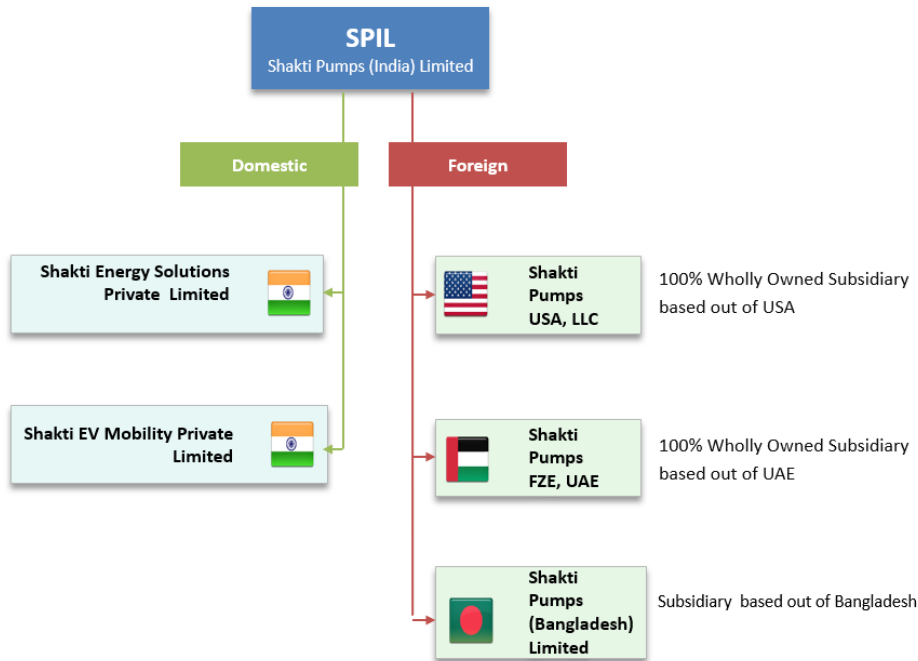 SPIL
Shakti Pumps (India) Limited
Domestic
Foreign
Shakti Energy Solutions
Private Limited
Shakti Pumps
USA, LLC
100% Wholly Owned Subsidiary
based out of USA
Shakti EV Mobility Private
Limited
Shakti
Pumps
FZE, UAE
100% Wholly Owned Subsidiary
based out of UAE
Shakti
Pumps
(Bangladesh)
Limited
Subsidiary based out of Bangladesh